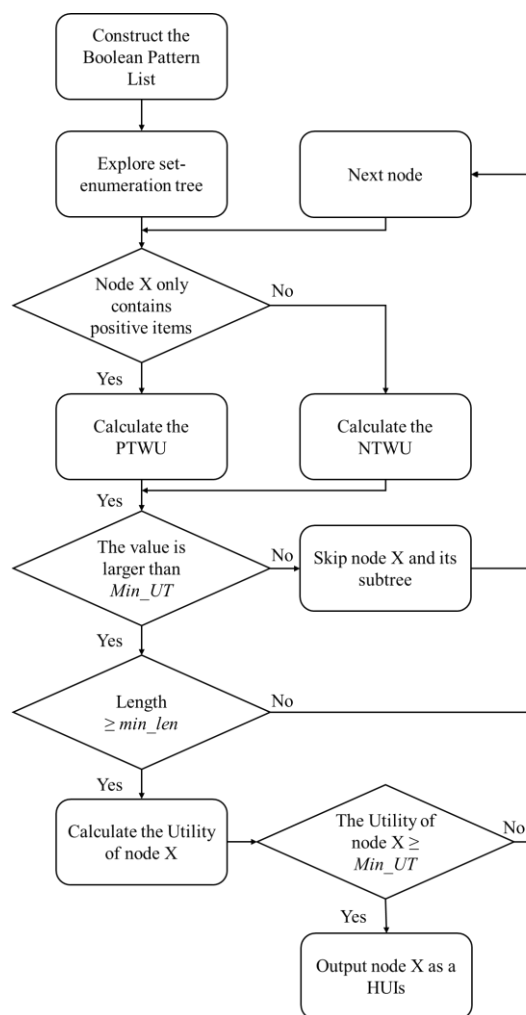 Construct the
Boolean Pattern
List
Explore set-
enumeration tree
Next node
Node X only
contains
positive items
No
Yes
Calculate the
PTWU
Calculate the
NTWU
Yes
The value is
larger than
Min_UT
No
Skip node X and its
subtree
Yes
Length
≥ min_len
No
Yes
Calculate the Utility
of node X
The Utility of
node X ≥
Min_UT
No
Yes
Output node X as a
HUIs